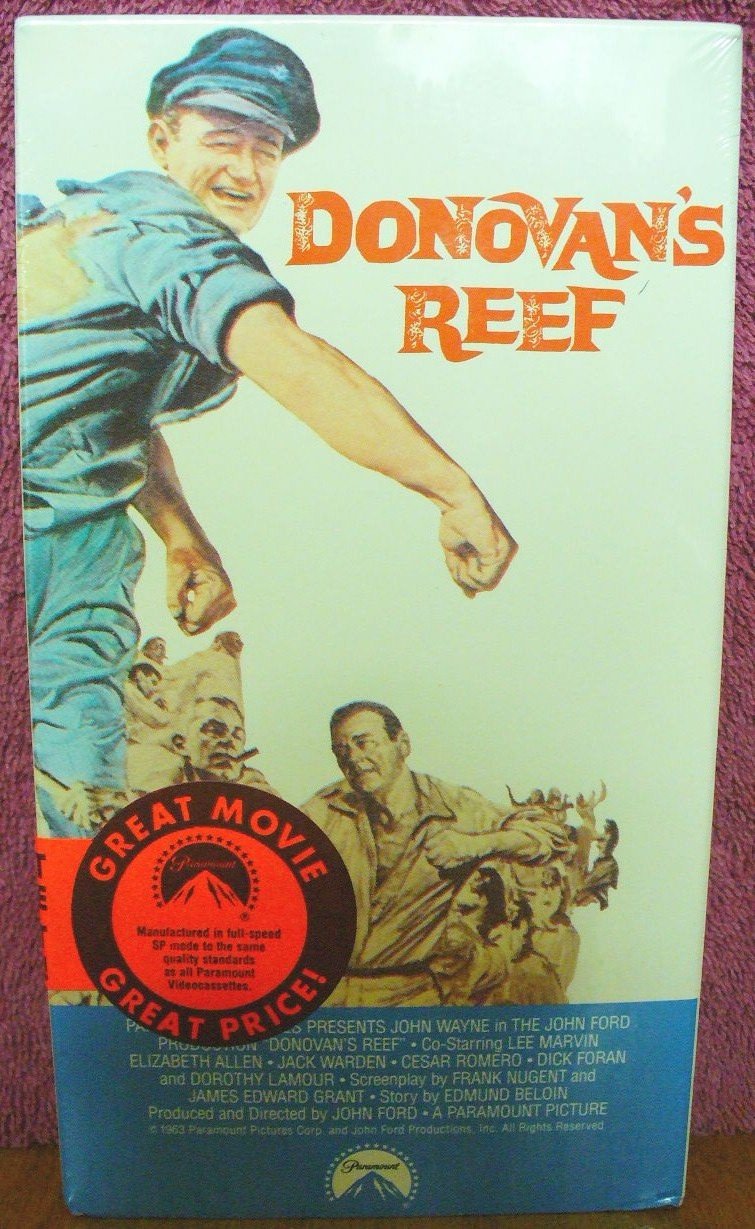 DONOVAN'S
REEF
GREAT MOVIE
Paramount
®
Manufactured in full-speed
SP mode to the same
quality standards
as all Paramount
Videocassettes.
GREAT PRICE!
PRESENTS JOHN WAYNE in THE JOHN FORD
PRODUCTION "DONOVAN'S REEF" • Co-Starring LEE MARVIN
ELIZABETH ALLEN • JACK WARDEN • CESAR ROMERO • DICK FORAN
and DOROTHY LAMOUR • Screenplay by FRANK NUGENT and
JAMES EDWARD GRANT • Story by EDMUND BELOIN
Produced and Directed by JOHN FORD • A PARAMOUNT PICTURE
© 1963 Paramount Pictures Corp. and John Ford Productions, Inc. All Rights Reserved
Paramount
®